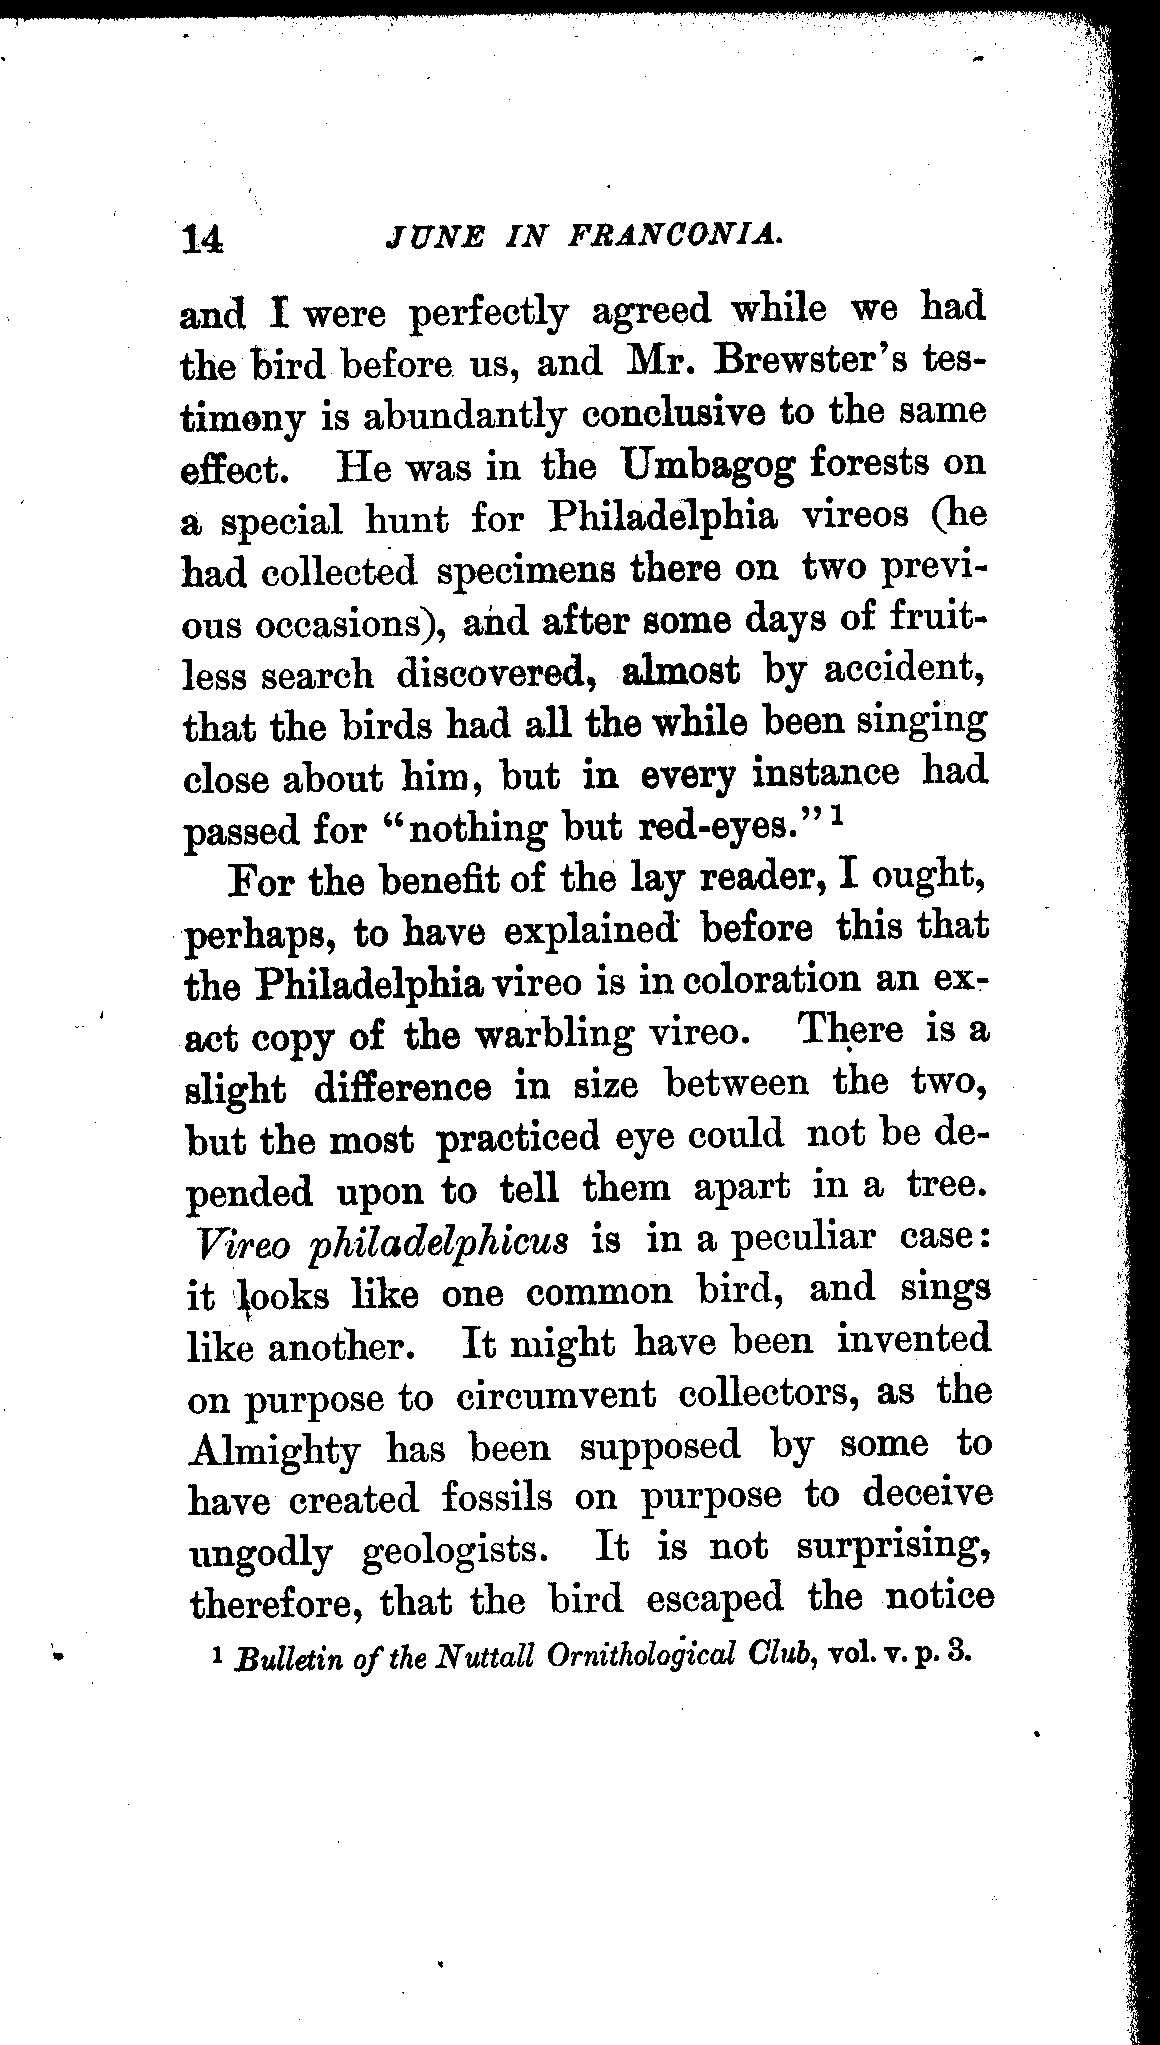 14 JUNE IN FRANCONIA.
and I were perfectly agreed while we had
the bird before us, and Mr. Brewster's tes-
timony is abundantly conclusive to the same
effect. He was in the Umbagog forests on
a special hunt for Philadelphia vireos (he
had collected specimens there on two previ-
ous occasions), and after some days of fruit-
less search discovered, almost by accident,
that the birds had all the while been singing
close about him, but in every instance had
passed for "nothing but red-eyes." 1
For the benefit of the lay reader, I ought,
perhaps, to have explained before this that
the Philadelphia vireo is in coloration an ex-
act copy of the warbling vireo. There is a
slight difference in size between the two,
but the most practiced eye could not be de-
pended upon to tell them apart in a tree.
Vireo philadelphicus is in a peculiar case:
it looks like one common bird, and sings
like another. It might have been invented
on purpose to circumvent collectors, as the
Almighty has been supposed by some to
have created fossils on purpose to deceive
ungodly geologists. It is not surprising,
therefore, that the bird escaped the notice
1 Bulletin of the Nuttall Ornithological Club, vol. v. p. 3.